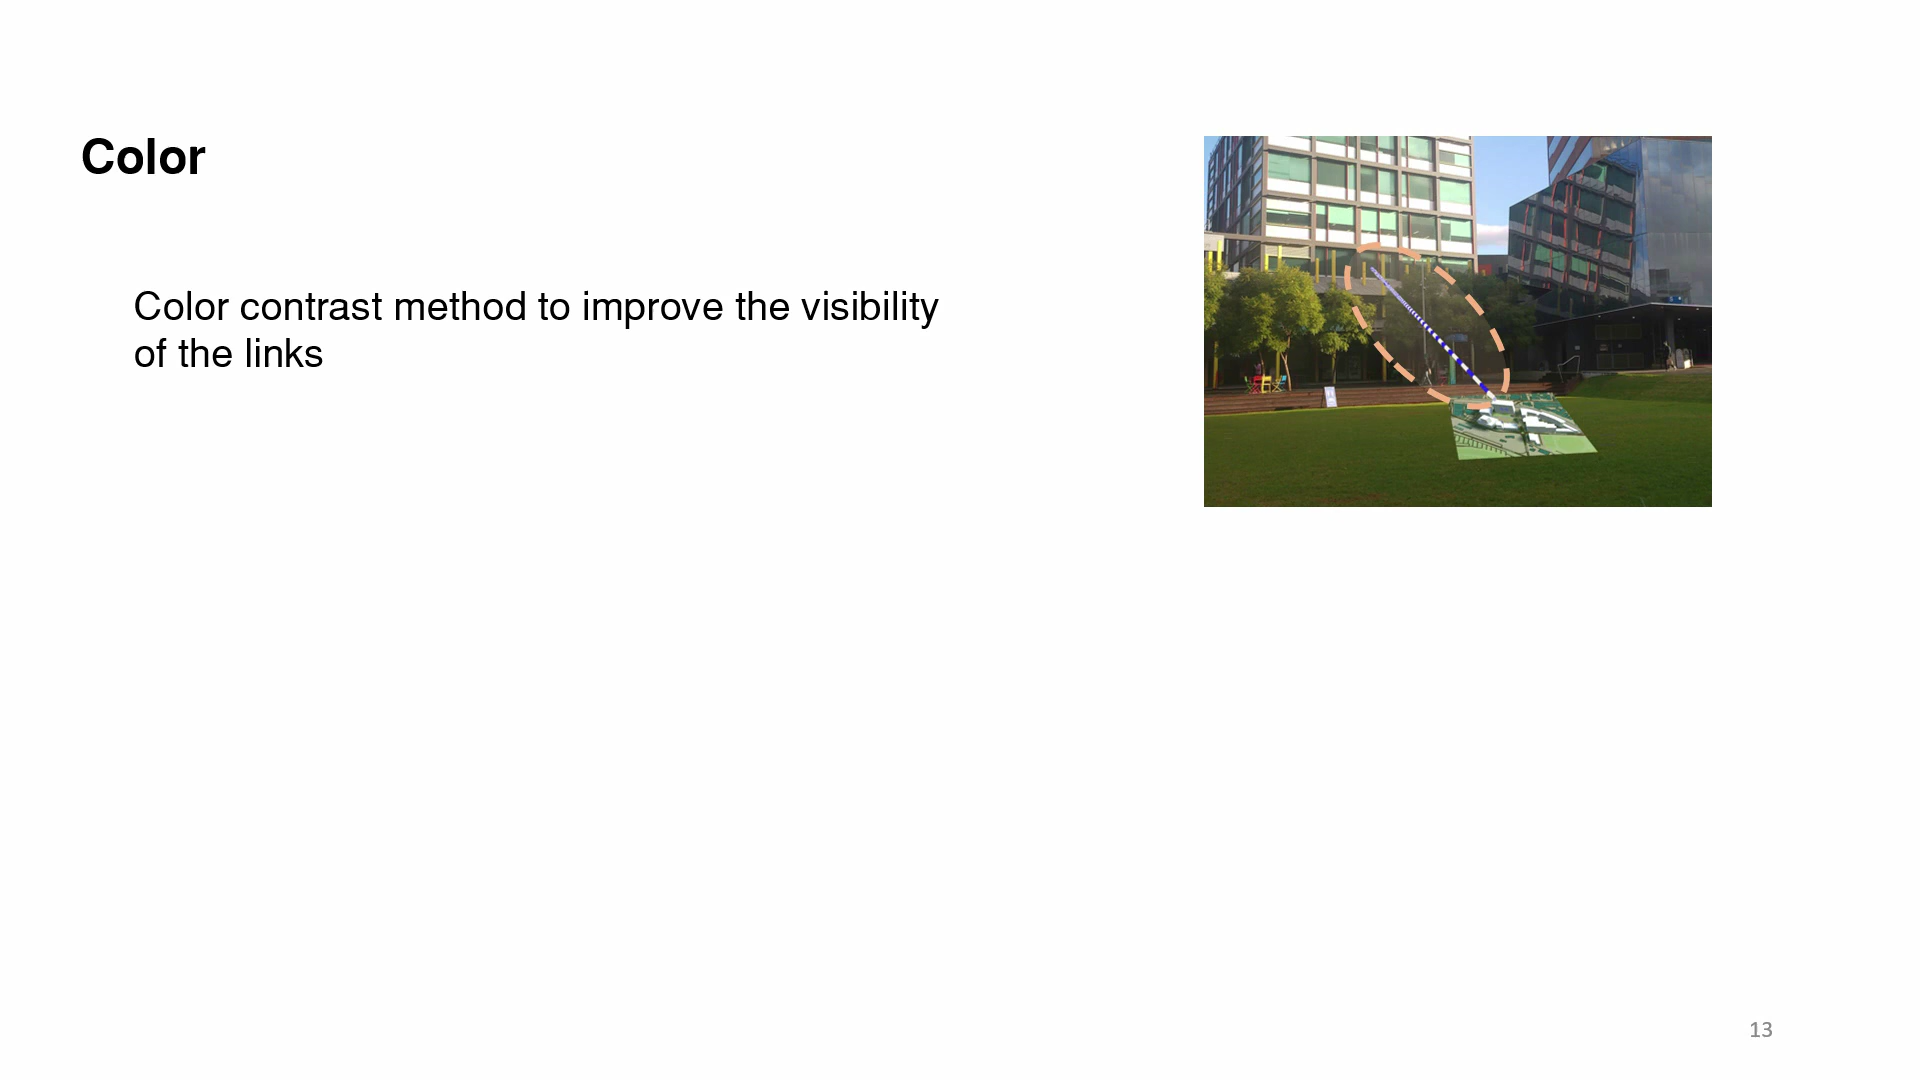 Color
Color contrast method to improve the visibility
of the links
13